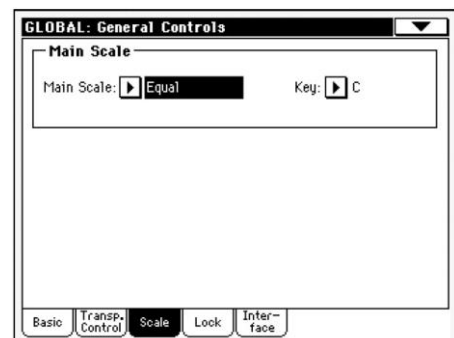 GLOBAL: General Controls
Main Scale
Main Scale: Equal Key: C
Basic Transp. Control Scale Lock Inter-face